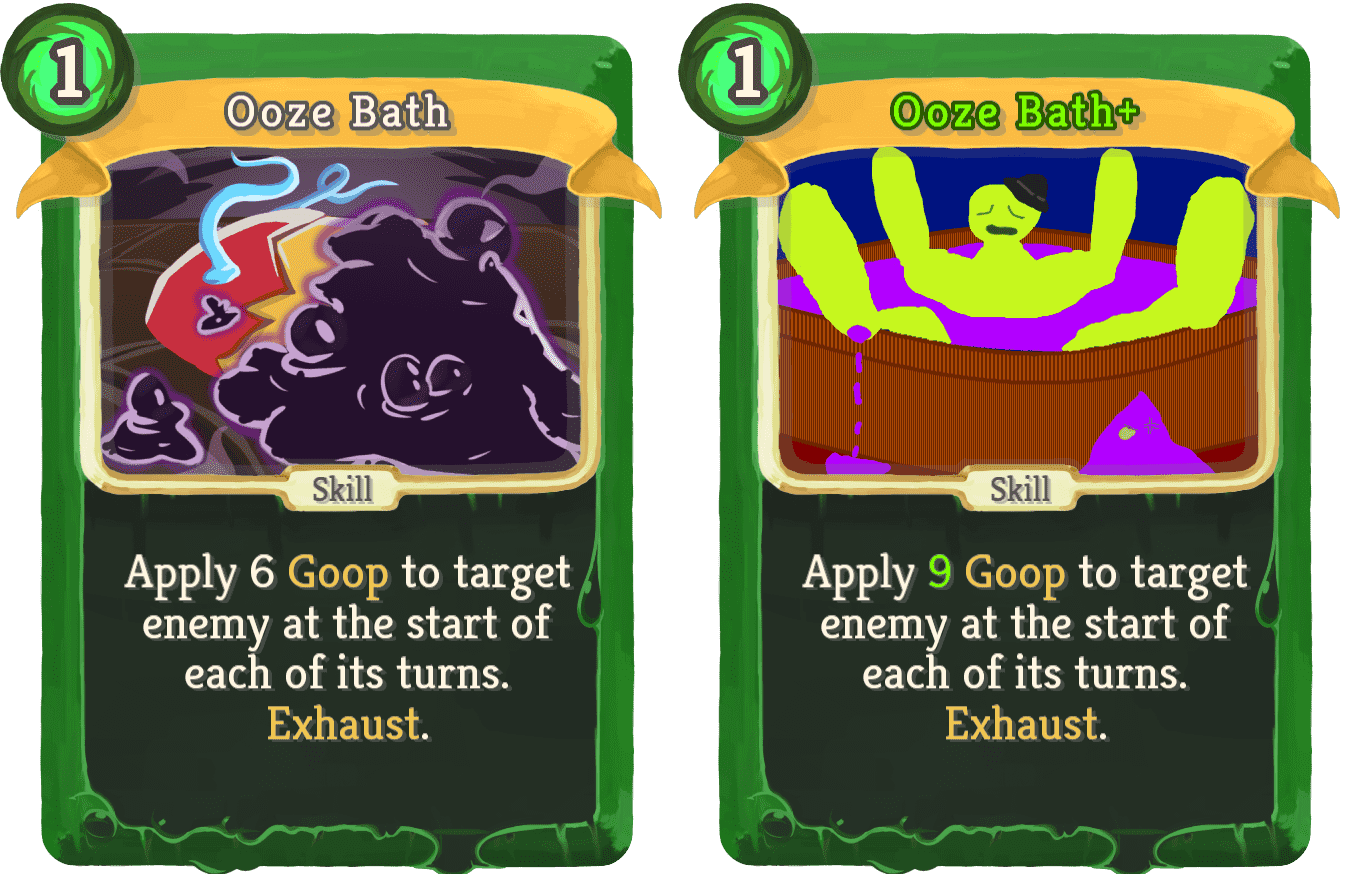 1
Ooze Bath
Skill
Apply 6 Goop to target
enemy at the start of
each of its turns.
Exhaust.
1
Ooze Bath+
Skill
Apply 9 Goop to target
enemy at the start of
each of its turns.
Exhaust.